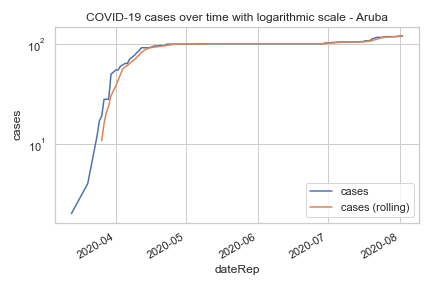 COVID-19 cases over time with logarithmic scale - Aruba
10²
10¹
cases
cases
cases (rolling)
2020-04
2020-05
2020-06
2020-07
2020-08
dateRep